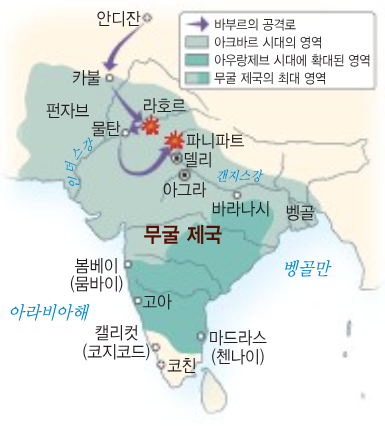 안디잔
바부르의 공격로
아크바르 시대의 영역
아우랑제브 시대에 확대된 영역
무굴 제국의 최대 영역
카불
펀자브
라호르
물탄
파니파트
인더스강
델리
아그라
갠지스강
바라나시
벵골
무굴 제국
봄베이
(뭄바이)
벵골만
고아
아라비아해
캘리컷
(코지코드)
마드라스
(첸나이)
코친